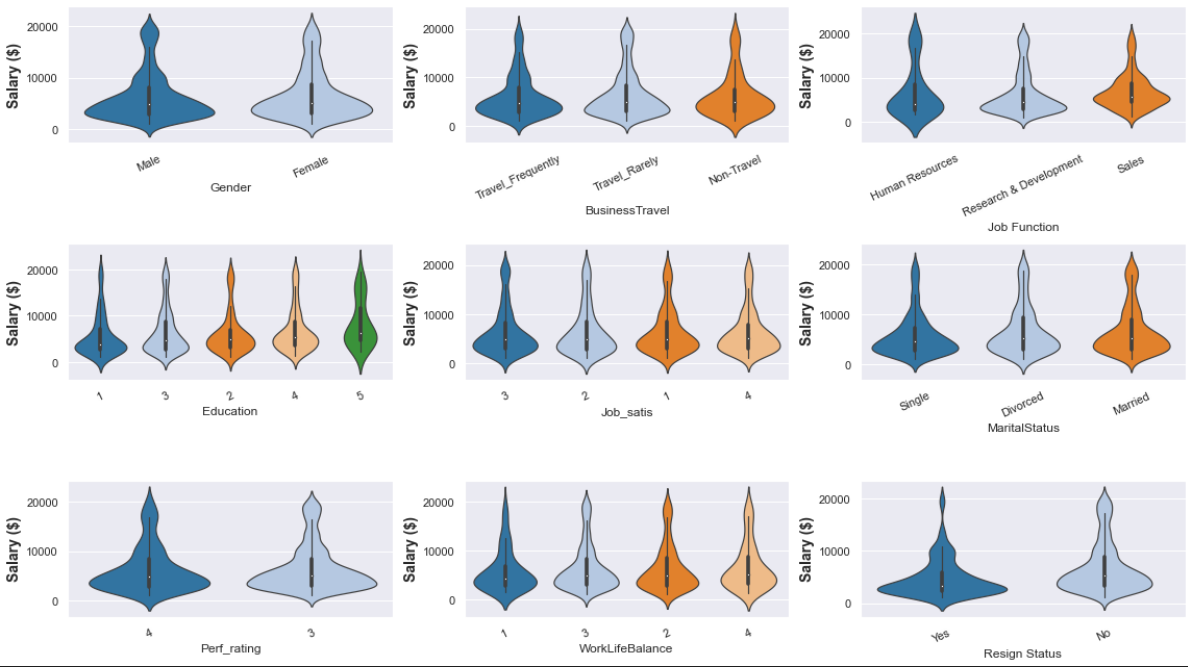 Salary ($)
20000
10000
0
Male
Female
Gender
Salary ($)
20000
10000
0
Travel_Frequently
Travel_Rarely
Non-Travel
BusinessTravel
Salary ($)
20000
10000
0
Human Resources
Research & Development
Sales
Job Function
Salary ($)
20000
10000
0
1
3
2
4
5
Education
Salary ($)
20000
10000
0
3
2
1
4
Job_satis
Salary ($)
20000
10000
0
Single
Divorced
Married
MaritalStatus
Salary ($)
20000
10000
0
4
3
Perf_rating
Salary ($)
20000
10000
0
1
3
2
4
WorkLifeBalance
Salary ($)
20000
10000
0
Yes
No
Resign Status